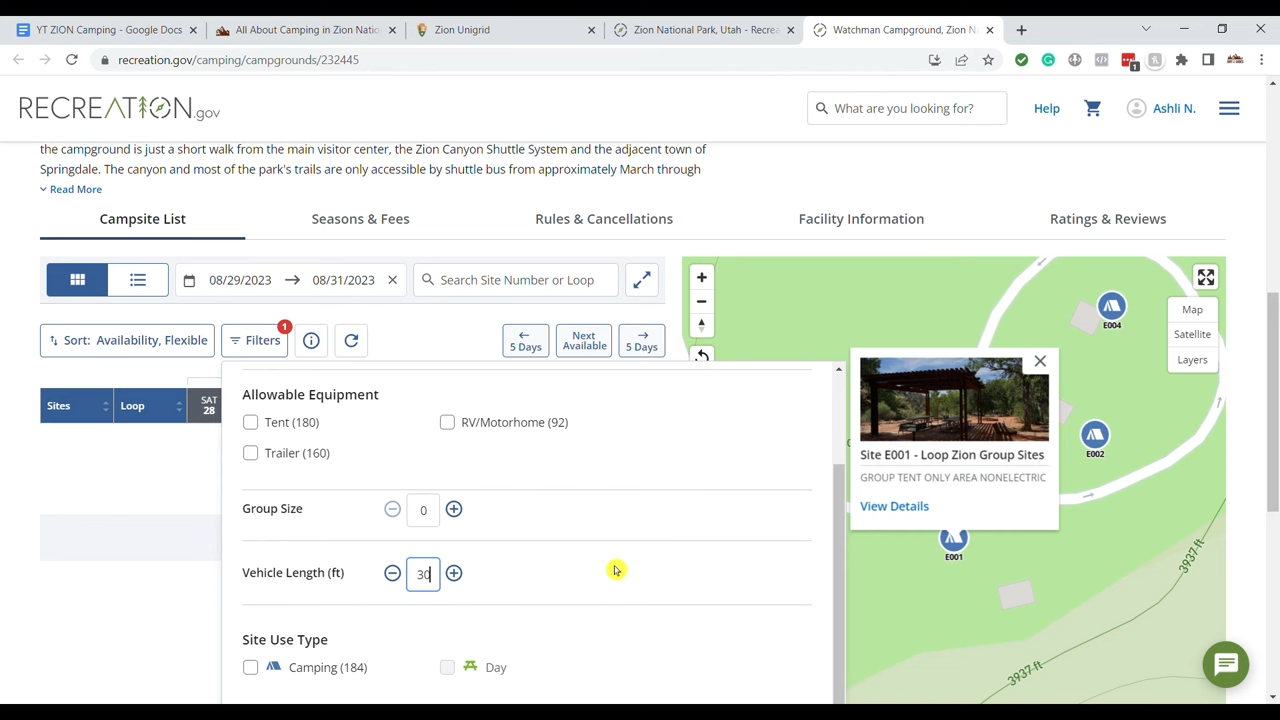 YT ZION Camping - Google Docs
All About Camping in Zion Natio
Zion Unigrid
Zion National Park, Utah - Recrea
Watchman Campground, Zion N
recreation.gov/camping/campgrounds/232445
1
RECREATION.gov
What are you looking for?
Help
Ashli N.
the campground is just a short walk from the main visitor center, the Zion Canyon Shuttle System and the adjacent town of
Springdale. The canyon and most of the park's trails are only accessible by shuttle bus from approximately March through
Read More
Campsite List
Seasons & Fees
Rules & Cancellations
Facility Information
Ratings & Reviews
08/29/2023
08/31/2023
Search Site Number or Loop
Sort: Availability, Flexible
Filters
1
5 Days
Next
Available
5 Days
Sites
Loop
SAT
28
Allowable Equipment
Tent (180)
RV/Motorhome (92)
Trailer (160)
Group Size
0
Vehicle Length (ft)
30
Site Use Type
Camping (184)
Day
Map
Satellite
Layers
E004
E002
Site E001 - Loop Zion Group Sites
GROUP TENT ONLY AREA NONELECTRIC
View Details
E001
3937-ft
3937-ft